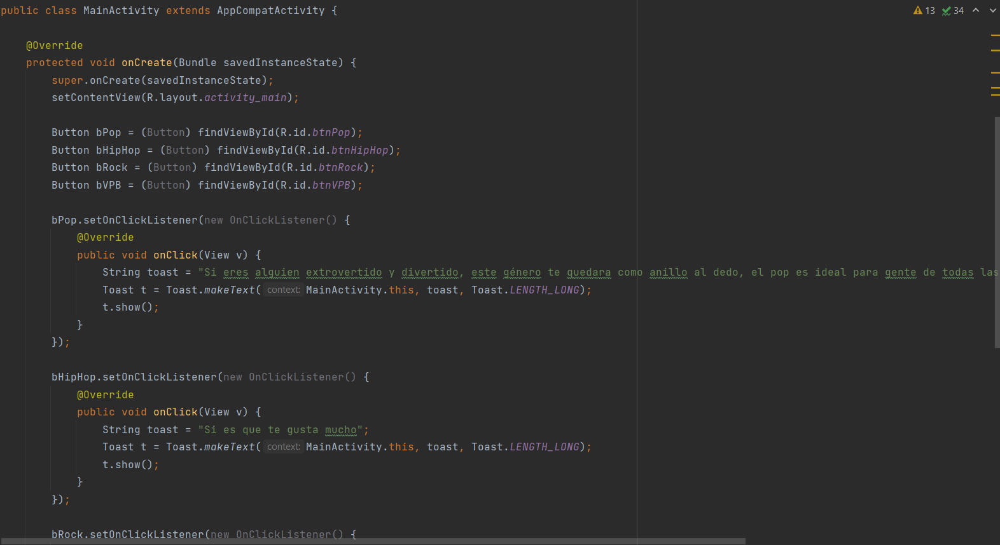 public class MainActivity extends AppCompatActivity {
13 34
@Override
protected void onCreate(Bundle savedInstanceState) {
super.onCreate(savedInstanceState);
setContentView(R.layout.activity_main);
Button bPop = (Button) findViewById(R.id.btnPop);
Button bHipHop = (Button) findViewById(R.id.btnHipHop);
Button bRock = (Button) findViewById(R.id.btnRock);
Button bVPB = (Button) findViewById(R.id.btnVPB);
bPop.setOnClickListener(new OnClickListener() {
@Override
public void onClick(View v) {
String toast = "Si eres alguien extrovertido y divertido, este género te quedara como anillo al dedo, el pop es ideal para gente de todas las
Toast t = Toast.makeText( context: MainActivity.this, toast, Toast.LENGTH_LONG);
t.show();
}
});
bHipHop.setOnClickListener(new OnClickListener() {
@Override
public void onClick(View v) {
String toast = "Si es que te gusta mucho";
Toast t = Toast.makeText( context: MainActivity.this, toast, Toast.LENGTH_LONG);
t.show();
}
});
bRock.setOnClickListener(new OnClickListener() {